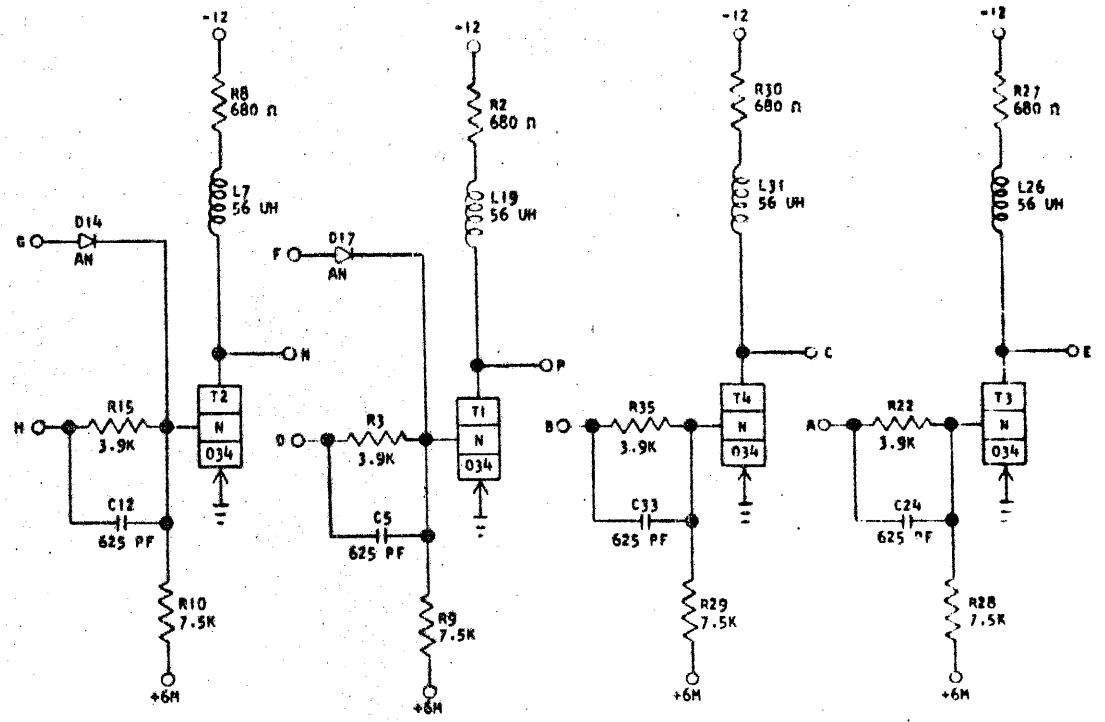 -12
R8
680 Ω
L7
56 UH
D14
G
AN
N
T2
N
034
H
R15
3.9K
C12
625 PF
R10
7.5K
+6M
-12
R2
680 Ω
L19
56 UH
D17
F
AN
P
T1
N
034
D
R3
3.9K
C5
625 PF
R9
7.5K
+6M
-12
R30
680 Ω
L31
56 UH
C
T4
N
034
B
R35
3.9K
C33
625 PF
R29
7.5K
+6M
-12
R27
680 Ω
L26
56 UH
E
T3
N
034
A
R22
3.9K
C24
625 PF
R28
7.5K
+6M